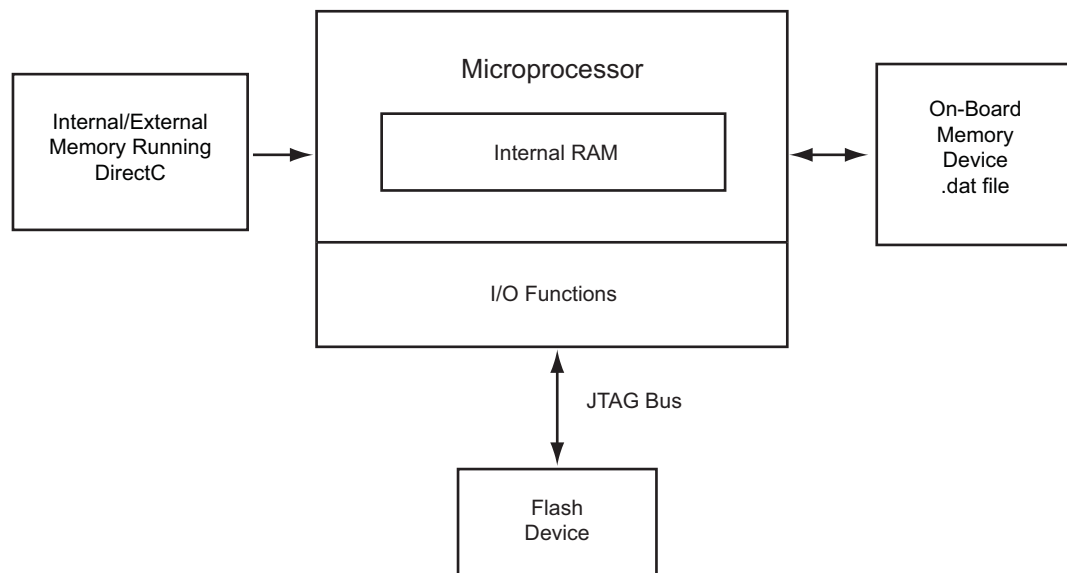 Microprocessor
Internal RAM
I/O Functions
Internal/External
Memory Running
DirectC
On-Board
Memory
Device
.dat file
JTAG Bus
Flash
Device